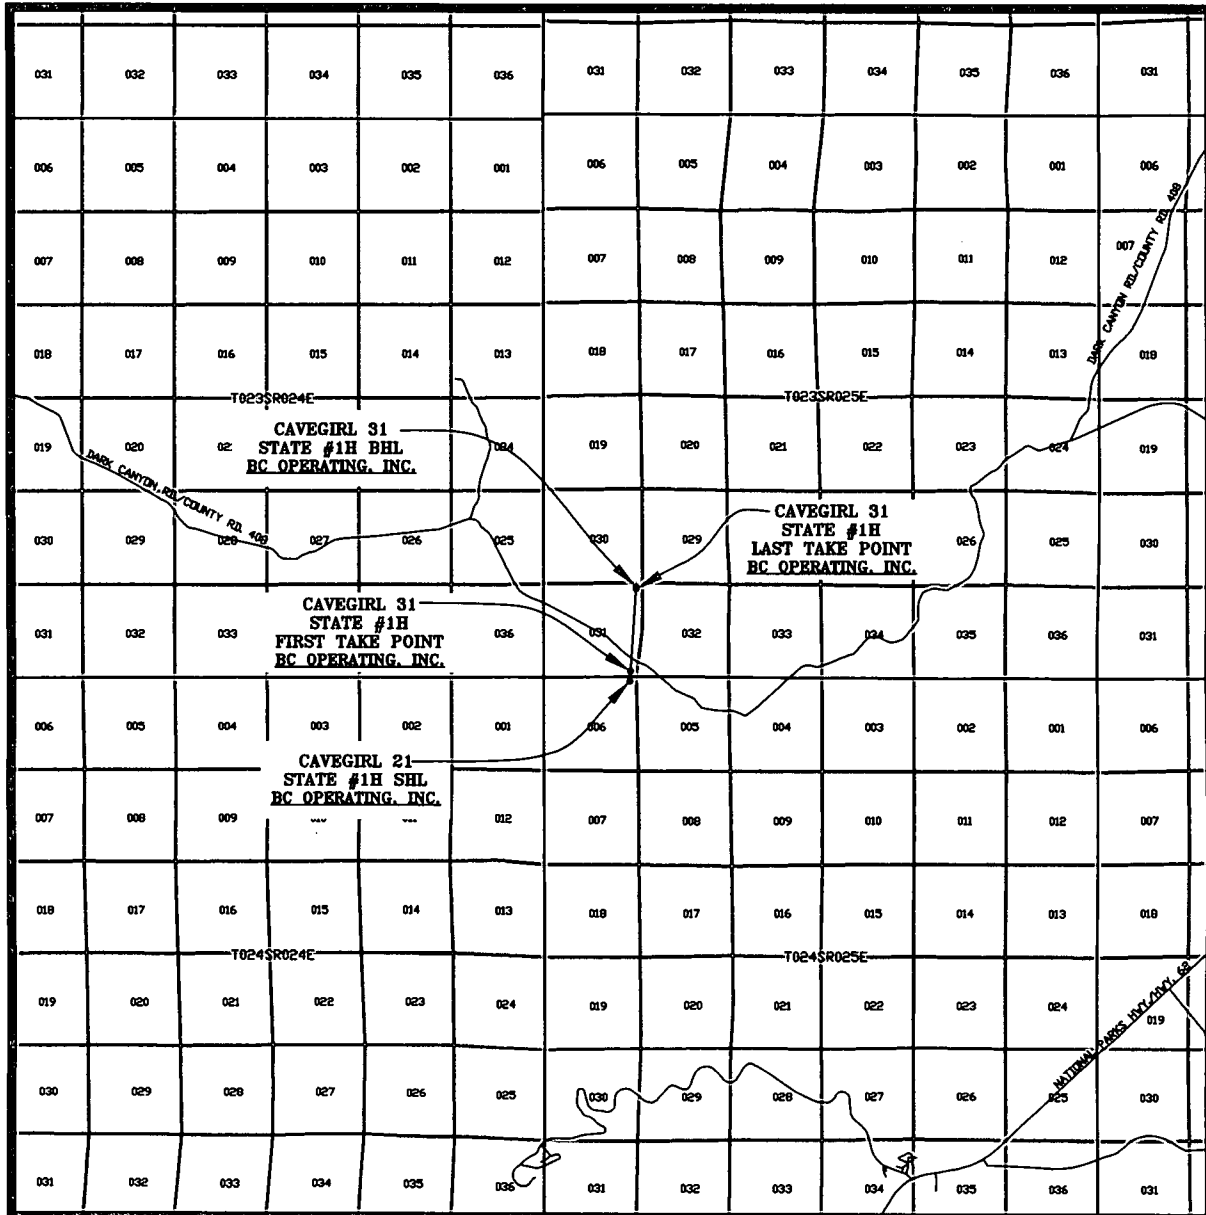 031 032 033 034 035 036 031 032 033 034 035 036 031
006 005 004 003 002 001 006 005 004 003 002 001 006
007 008 009 010 011 012 007 008 009 010 011 012 007
DARK CANYON RD./COUNTY RD. 408
018 017 016 015 014 013 018 017 016 015 014 013 018
T023SR024E T023SR025E
CAVEGIRL 31
STATE #1H BHL
BC OPERATING, INC.
019 020 02 024 019 020 021 022 023 024 019
DARK CANYON RD./COUNTY RD. 408
CAVEGIRL 31
STATE #1H
LAST TAKE POINT
BC OPERATING, INC.
030 029 028 027 026 025 030 029 026 025 030
CAVEGIRL 31
STATE #1H
FIRST TAKE POINT
BC OPERATING, INC.
031 032 033 036 031 032 033 034 035 036 031
006 005 004 003 002 001 006 005 004 003 002 001 006
CAVEGIRL 21
STATE #1H SHL
BC OPERATING, INC.
007 008 009 012 007 008 009 010 011 012 007
018 017 016 015 014 013 018 017 016 015 014 013 018
T024SR024E T024SR025E
019 020 021 022 023 024 019 020 021 022 023 024 019
NATIONAL PARKS HWY./HWY. 62
030 029 028 027 026 025 030 029 028 027 026 025 030
031 032 033 034 035 036 031 032 033 034 035 036 031